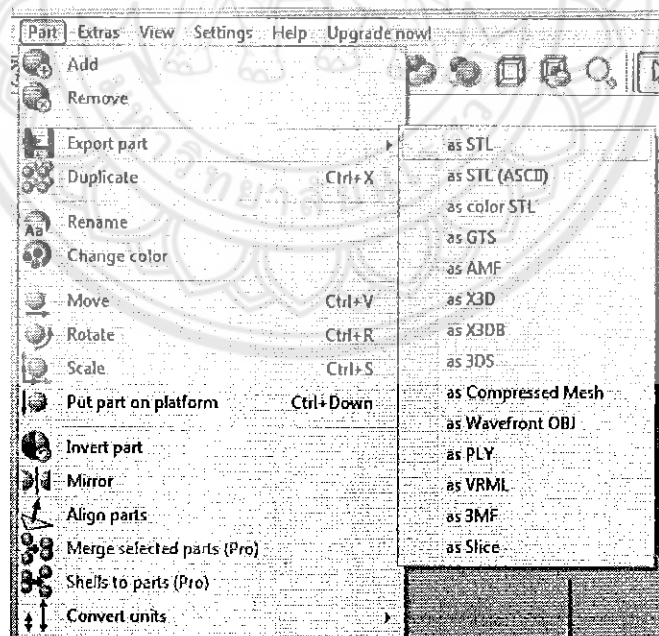 Part Extras View Settings Help Upgrade now!
Add
Remove
Export part
Duplicate Ctrl+X
Rename
Change color
Move Ctrl+V
Rotate Ctrl+R
Scale Ctrl+S
Put part on platform Ctrl+Down
Invert part
Mirror
Align parts
Merge selected parts (Pro)
Shells to parts (Pro)
Convert units
as STL
as STL (ASCII)
as color STL
as GTS
as AMF
as X3D
as X3DB
as 3DS
as Compressed Mesh
as Wavefront OBJ
as PLY
as VRML
as 3MF
as Slice